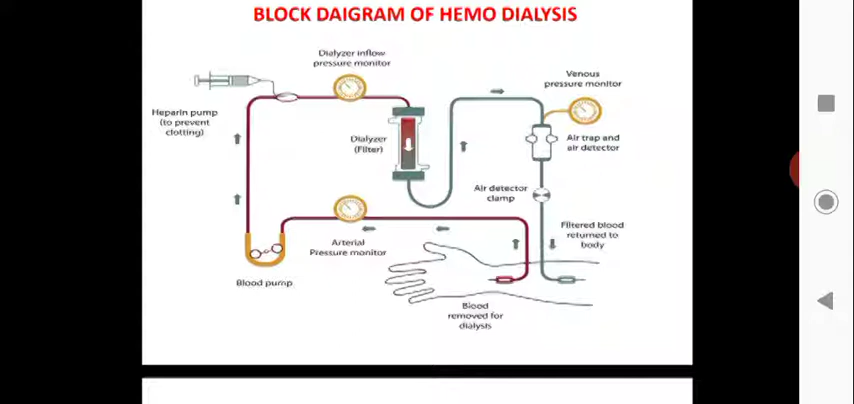 BLOCK DAIGRAM OF HEMO DIALYSIS
Dialyzer inflow
pressure monitor
Venous
pressure monitor
Heparin pump
(to prevent
clotting)
Dialyzer
(Filter)
Air trap and
air detector
Air detector
clamp
Filtered blood
returned to
body
Arterial
Pressure monitor
Blood pump
Blood
removed for
dialysis